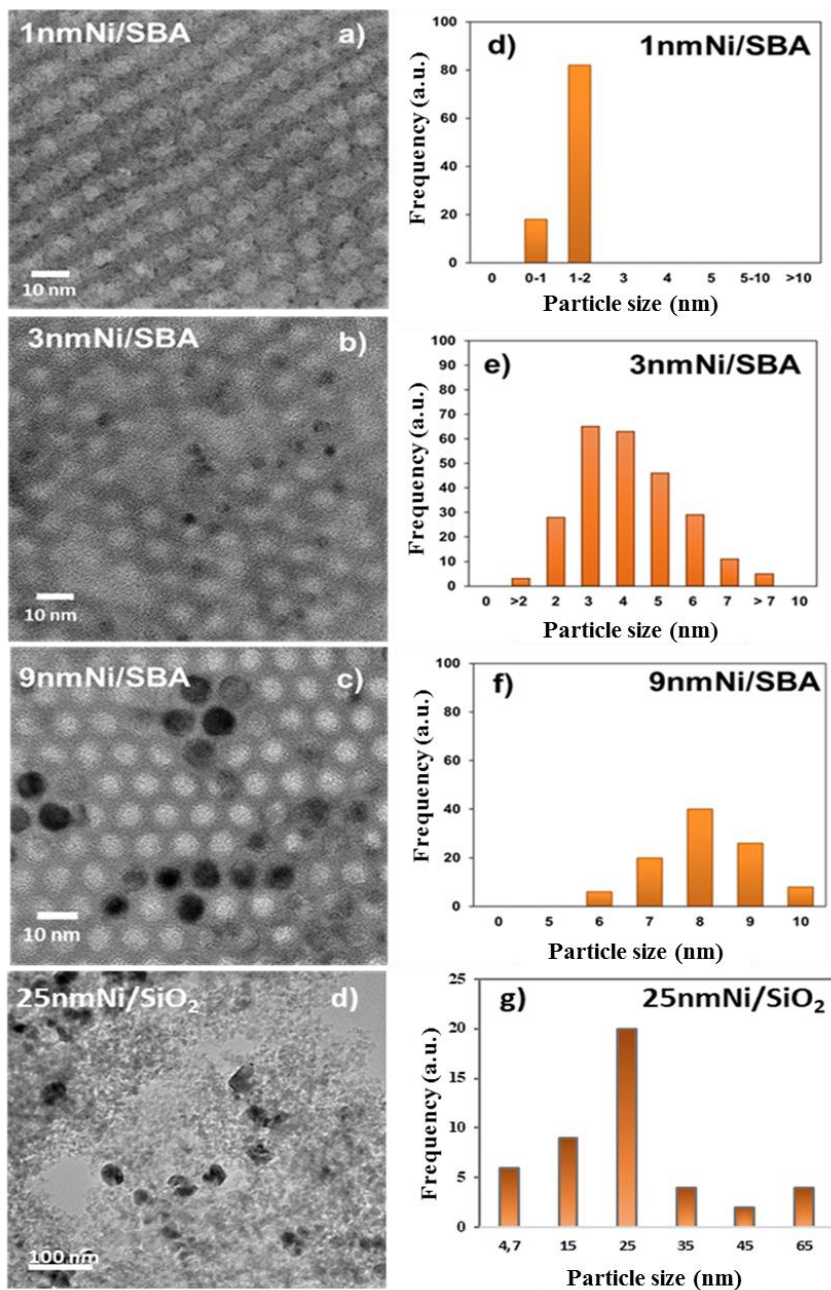 1nmNi/SBA a)
10 nm
d) 1nmNi/SBA
Frequency (a.u.)
100
80
60
40
20
0
0 0-1 1-2 3 4 5 5-10 >10
Particle size (nm)
3nmNi/SBA b)
10 nm
e) 3nmNi/SBA
Frequency (a.u.)
100
90
80
70
60
50
40
30
20
10
0
0 >2 2 3 4 5 6 7 > 7 10
Particle size (nm)
9nmNi/SBA c)
10 nm
f) 9nmNi/SBA
Frequency (a.u.)
100
80
60
40
20
0
0 5 6 7 8 9 10
Particle size (nm)
25nmNi/SiO₂ d)
100 nm
g) 25nmNi/SiO₂
Frequency (a.u.)
25
20
15
10
5
0
4,7 15 25 35 45 65
Particle size (nm)